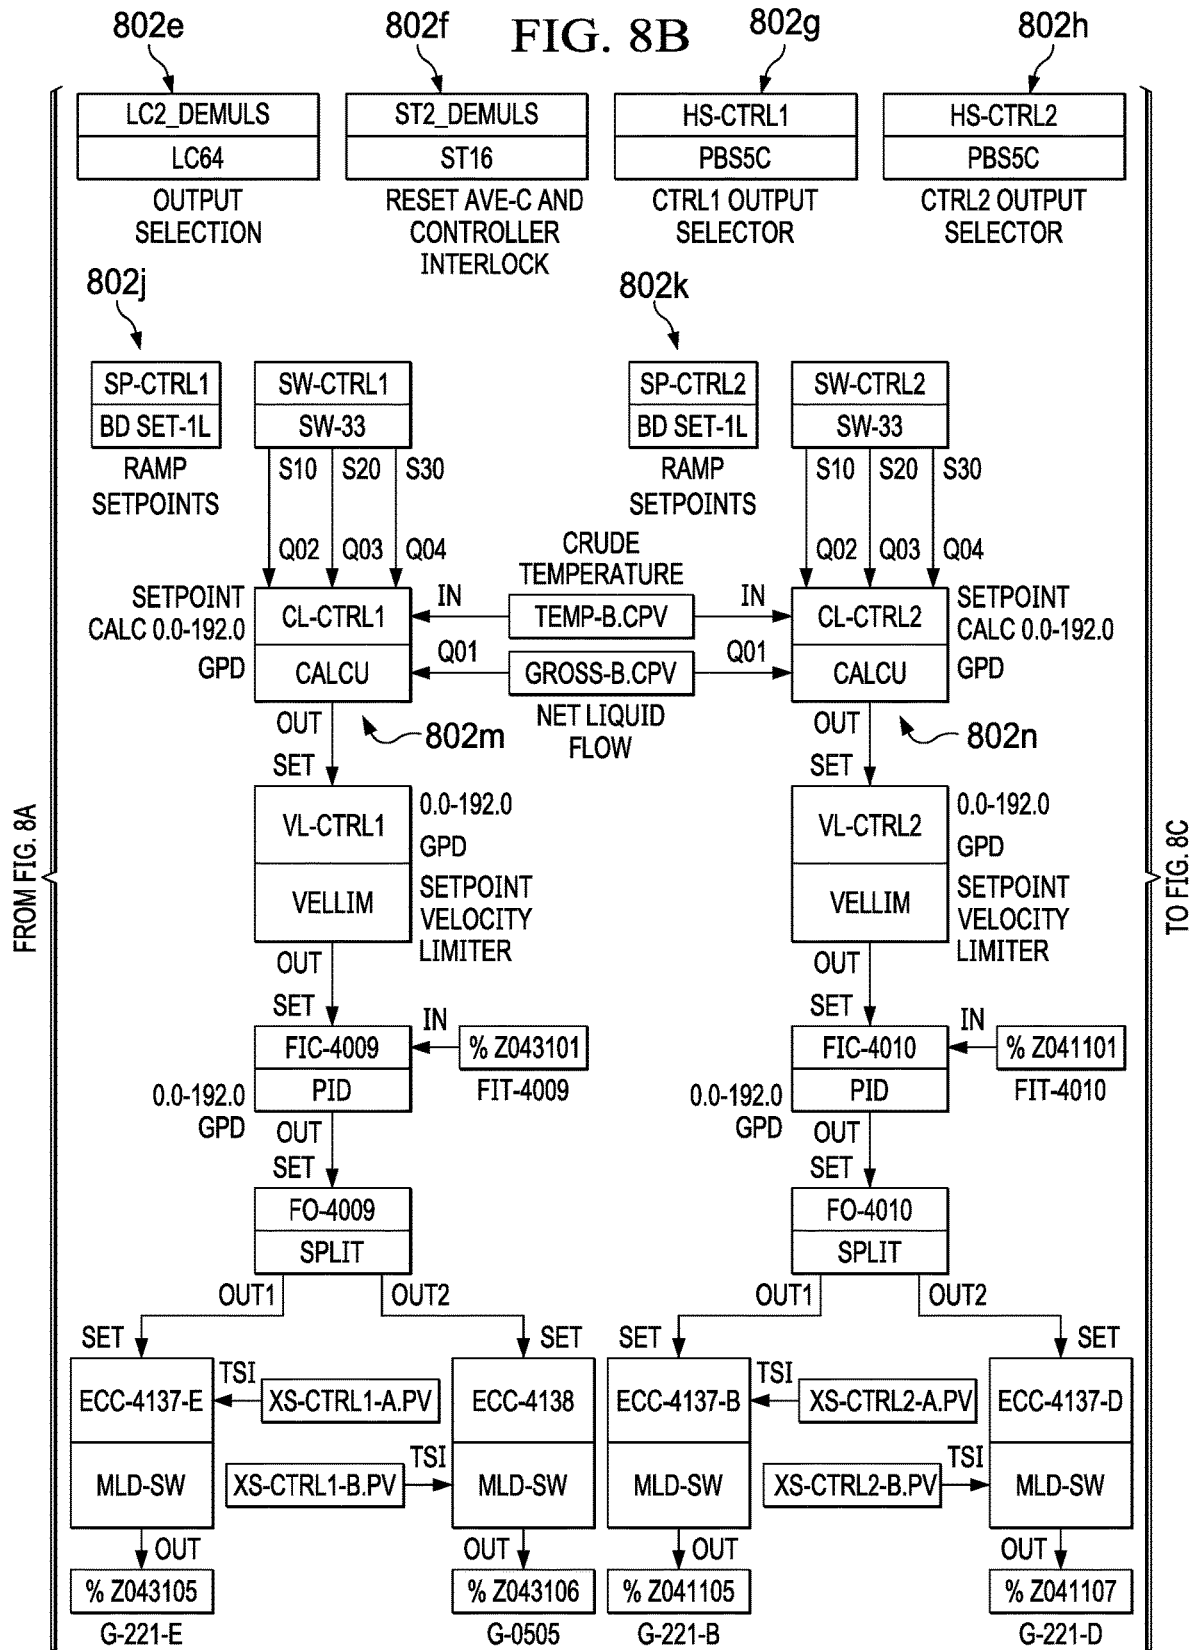 FIG. 8B
802e
802f
802g
802h
LC2_DEMULS
LC64
OUTPUT
SELECTION
ST2_DEMULS
ST16
RESET AVE-C AND
CONTROLLER
INTERLOCK
HS-CTRL1
PBS5C
CTRL1 OUTPUT
SELECTOR
HS-CTRL2
PBS5C
CTRL2 OUTPUT
SELECTOR
802j
SP-CTRL1
BD SET-1L
RAMP
SETPOINTS
SW-CTRL1
SW-33
S10
S20
S30
Q02
Q03
Q04
802k
SP-CTRL2
BD SET-1L
RAMP
SETPOINTS
SW-CTRL2
SW-33
S10
S20
S30
Q02
Q03
Q04
SETPOINT
CALC 0.0-192.0
GPD
CL-CTRL1
CALCU
IN
Q01
CRUDE
TEMPERATURE
TEMP-B.CPV
GROSS-B.CPV
NET LIQUID
FLOW
IN
Q01
CL-CTRL2
CALCU
SETPOINT
CALC 0.0-192.0
GPD
OUT
802m
SET
OUT
802n
SET
VL-CTRL1
VELLIM
0.0-192.0
GPD
SETPOINT
VELOCITY
LIMITER
VL-CTRL2
VELLIM
0.0-192.0
GPD
SETPOINT
VELOCITY
LIMITER
FROM FIG. 8A
TO FIG. 8C
OUT
SET
FIC-4009
PID
IN
% Z043101
FIT-4009
0.0-192.0
GPD
OUT
SET
OUT
SET
FIC-4010
PID
IN
% Z041101
FIT-4010
0.0-192.0
GPD
OUT
SET
FO-4009
SPLIT
OUT1
OUT2
FO-4010
SPLIT
OUT1
OUT2
SET
ECC-4137-E
MLD-SW
TSI
XS-CTRL1-A.PV
XS-CTRL1-B.PV
TSI
SET
ECC-4138
MLD-SW
SET
ECC-4137-B
MLD-SW
TSI
XS-CTRL2-A.PV
XS-CTRL2-B.PV
TSI
SET
ECC-4137-D
MLD-SW
OUT
% Z043105
G-221-E
OUT
% Z043106
G-0505
OUT
% Z041105
G-221-B
OUT
% Z041107
G-221-D